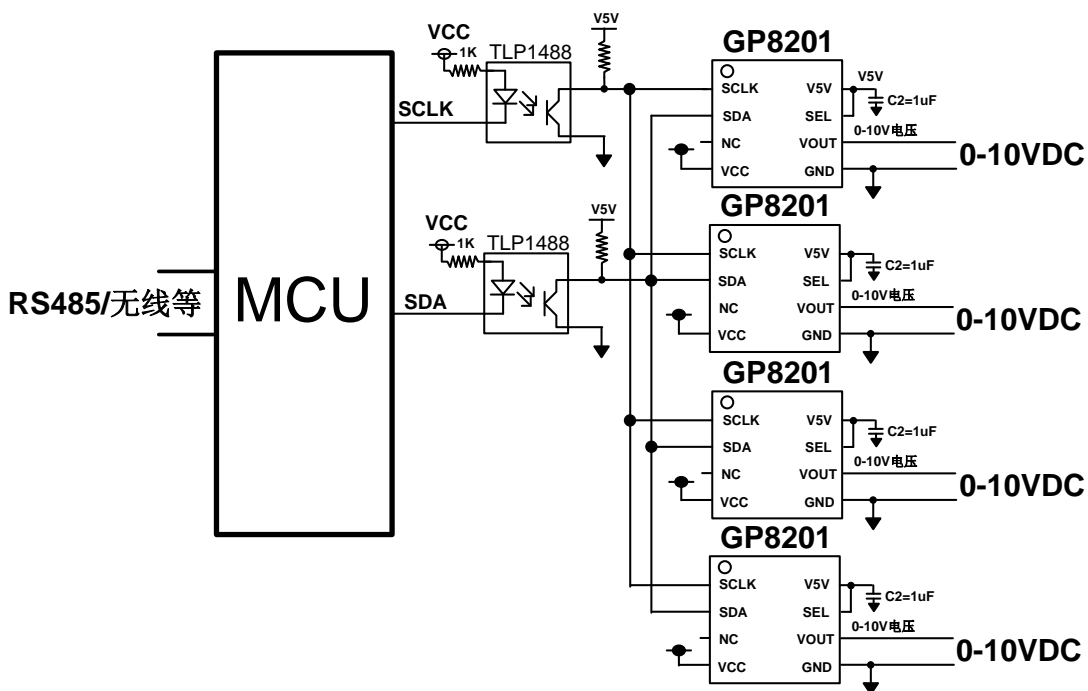 RS485/无线等
MCU
SCLK
SDA
VCC
1K
TLP1488
V5V
VCC
1K
TLP1488
V5V
GP8201
SCLK
SDA
NC
VCC
V5V
SEL
VOUT
GND
V5V
C2=1uF
0-10V电压
0-10VDC
GP8201
SCLK
SDA
NC
VCC
V5V
SEL
VOUT
GND
C2=1uF
0-10V电压
0-10VDC
GP8201
SCLK
SDA
NC
VCC
V5V
SEL
VOUT
GND
C2=1uF
0-10V电压
0-10VDC
GP8201
SCLK
SDA
NC
VCC
V5V
SEL
VOUT
GND
C2=1uF
0-10V电压
0-10VDC